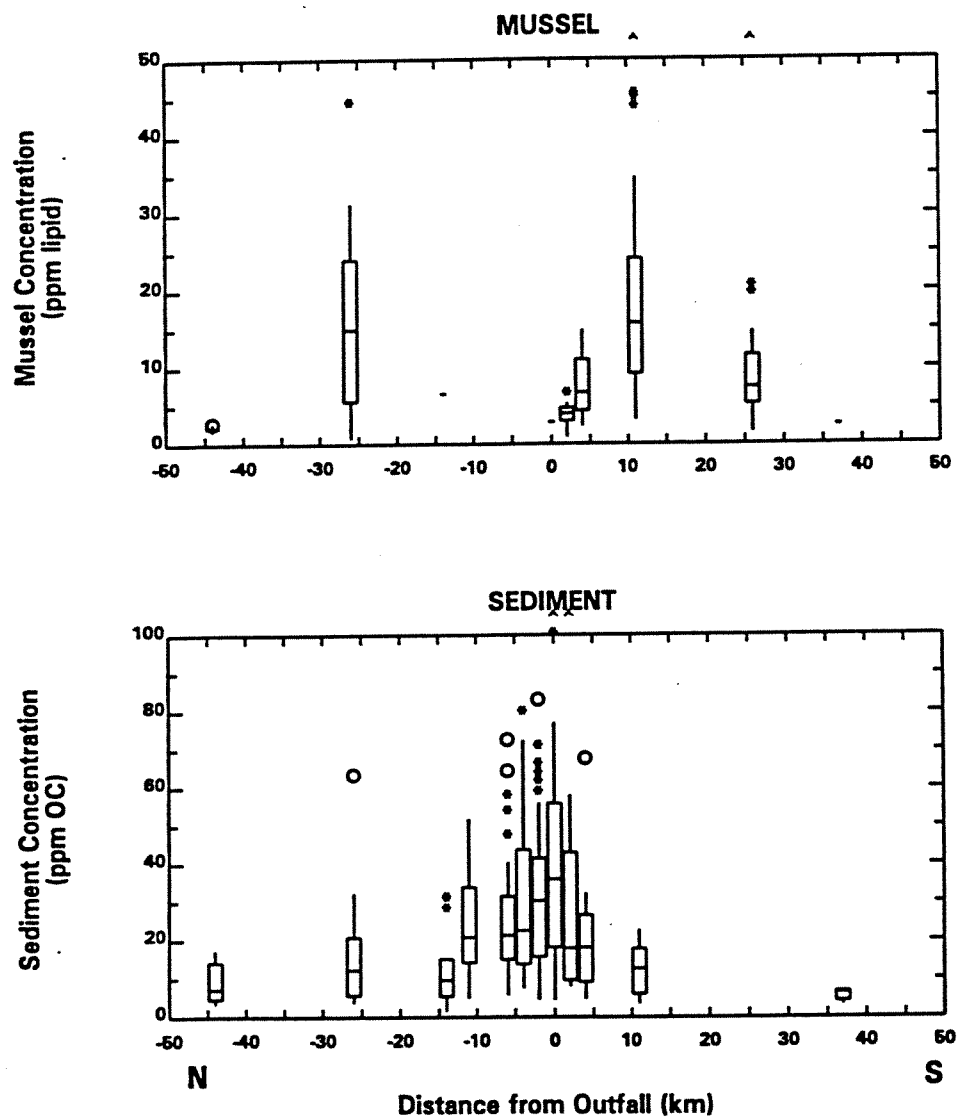 MUSSEL
Mussel Concentration
(ppm lipid)
50
40
30
20
10
0
-50 -40 -30 -20 -10 0 10 20 30 40 50
SEDIMENT
Sediment Concentration
(ppm OC)
100
80
60
40
20
0
-50 -40 -30 -20 -10 0 10 20 30 40 50
N S
Distance from Outfall (km)